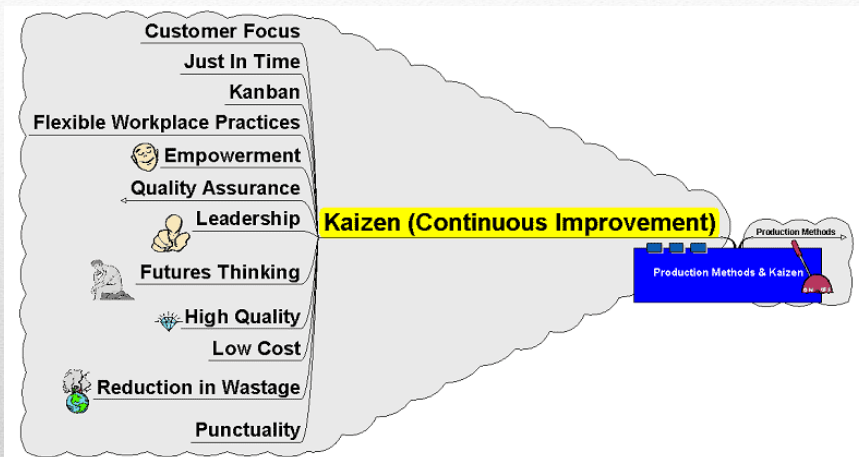 Customer Focus
Just In Time
Kanban
Flexible Workplace Practices
Empowerment
Quality Assurance
Leadership
Futures Thinking
High Quality
Low Cost
Reduction in Wastage
Punctuality
Kaizen (Continuous Improvement)
Production Methods
Production Methods & Kaizen